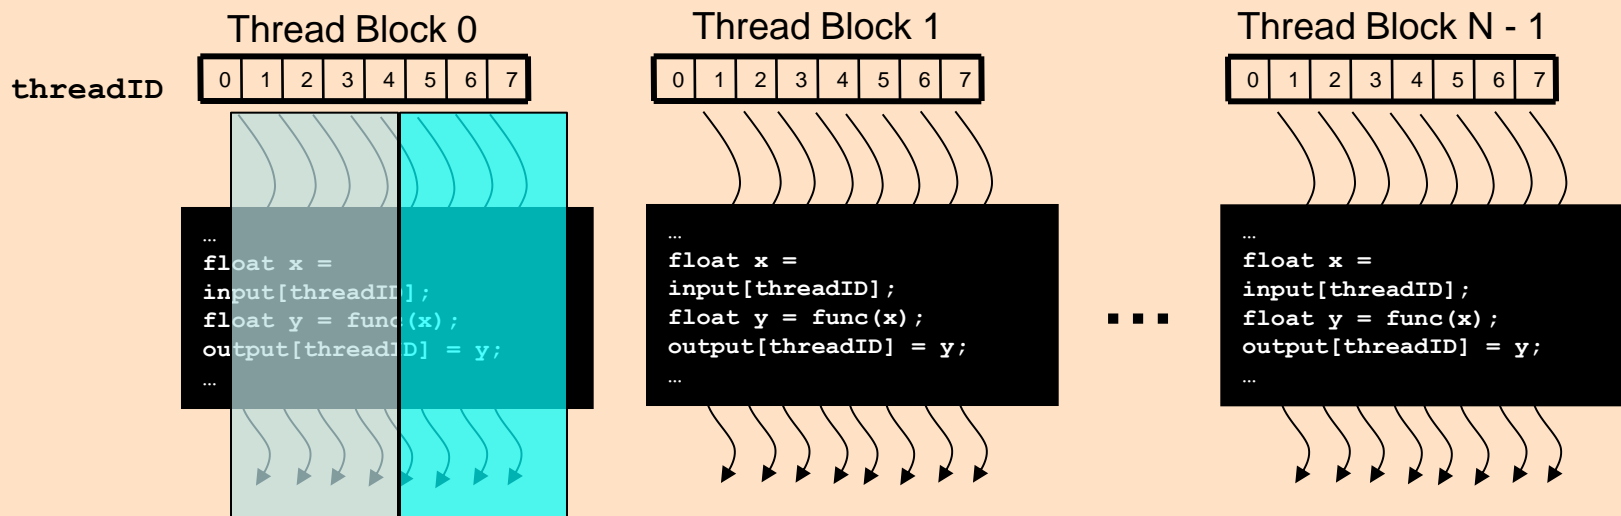 Thread Block 0
Thread Block 1
Thread Block N - 1
threadID
0 1 2 3 4 5 6 7
0 1 2 3 4 5 6 7
0 1 2 3 4 5 6 7
…
float x =
input[threadID];
float y = func(x);
output[threadID] = y;
…
…
float x =
input[threadID];
float y = func(x);
output[threadID] = y;
…
...
…
float x =
input[threadID];
float y = func(x);
output[threadID] = y;
…